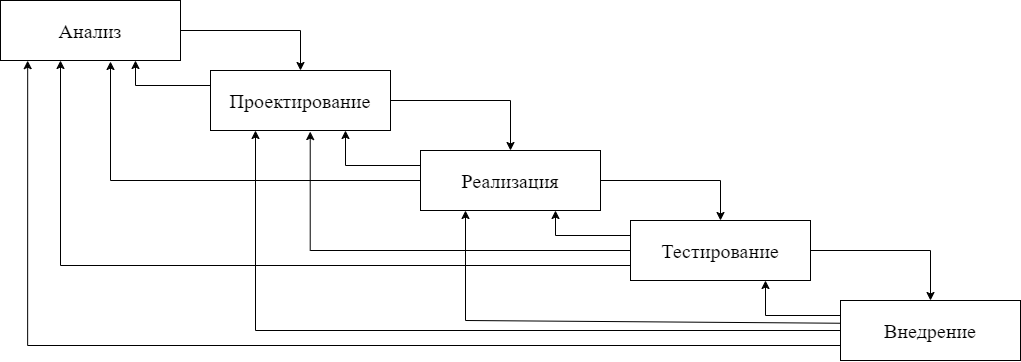 Анализ
Проектирование
Реализация
Тестирование
Внедрение